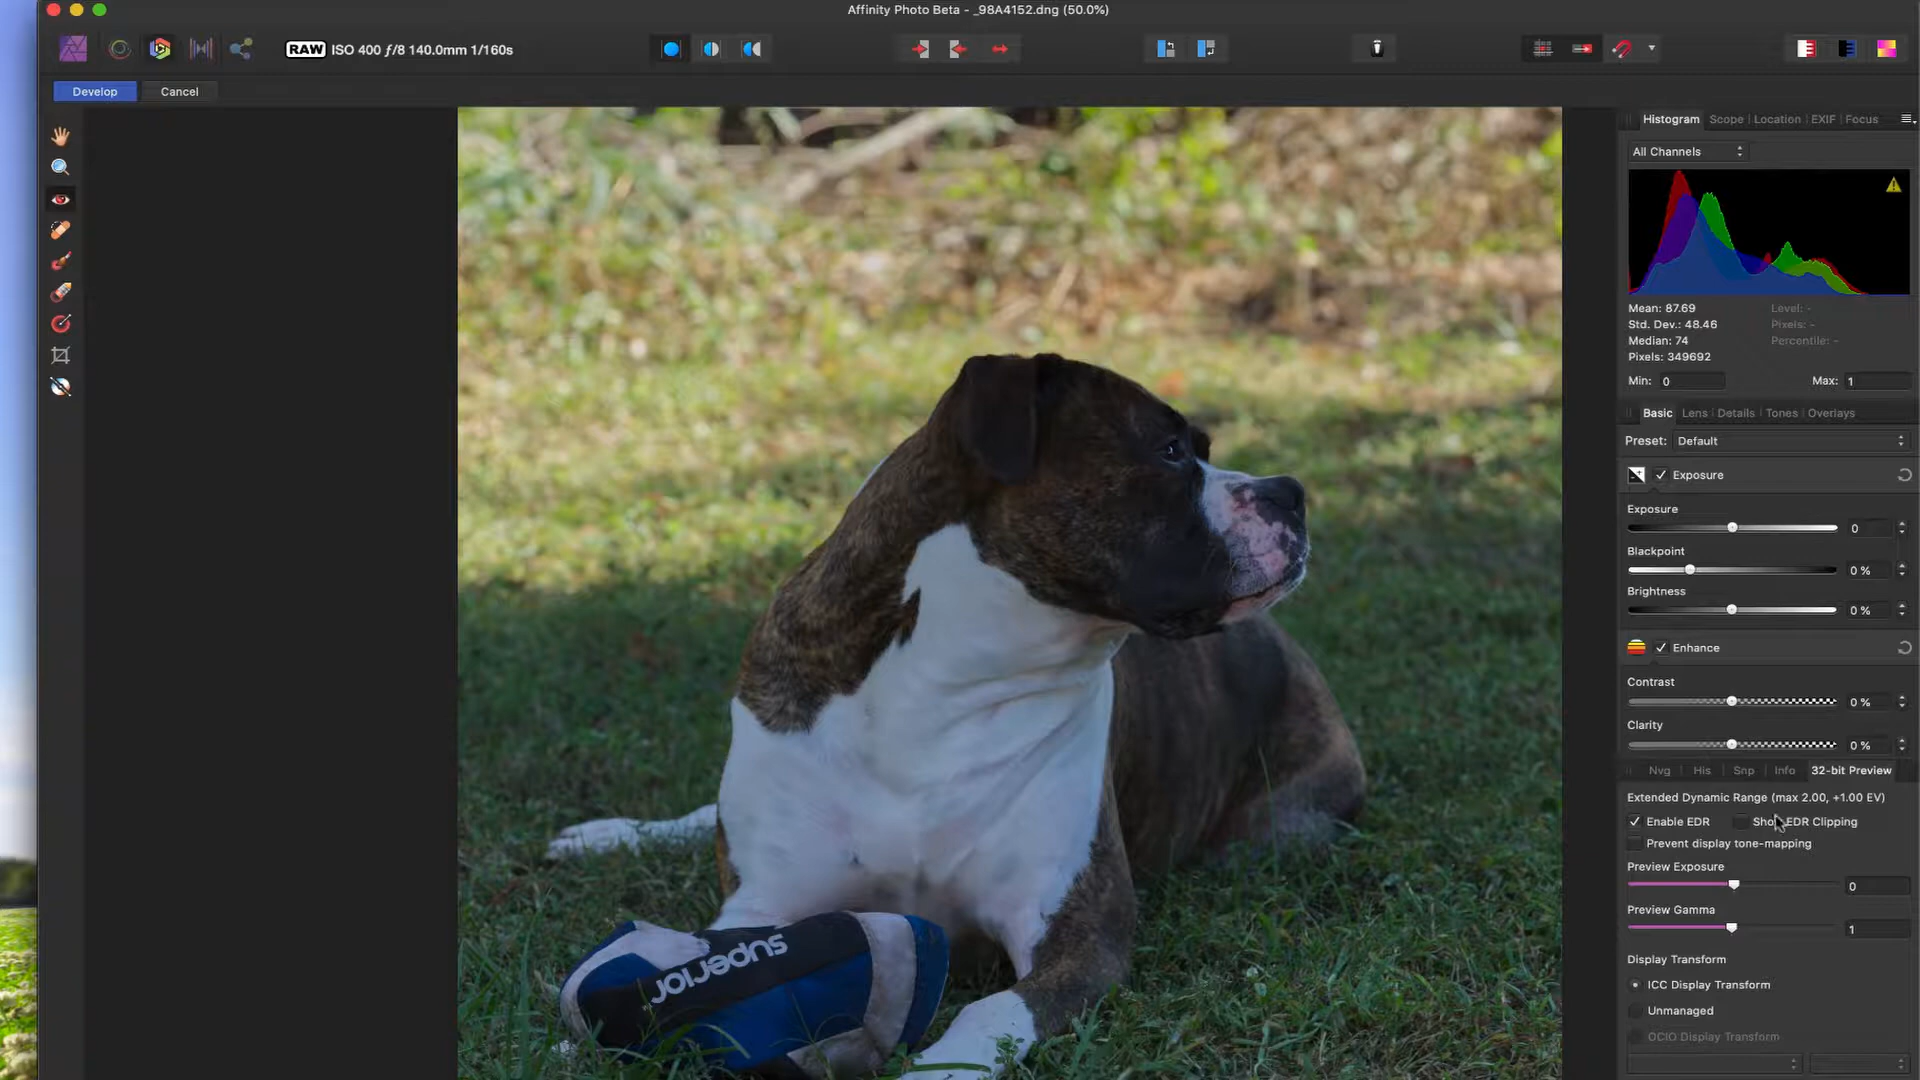 Affinity Photo Beta - _98A4152.dng (50.0%)
RAW ISO 400 ƒ/8 140.0mm 1/160s
Develop Cancel
Histogram Scope Location EXIF Focus
All Channels
Mean: 87.69 Level: -
Std. Dev.: 48.46 Pixels: -
Median: 74 Percentile: -
Pixels: 349692
Min: 0 Max: 1
Basic Lens Details Tones Overlays
Preset: Default
Exposure
Exposure
0
Blackpoint
0 %
Brightness
0 %
Enhance
Contrast
0 %
Clarity
0 %
Nvg His Snp Info 32-bit Preview
Extended Dynamic Range (max 2.00, +1.00 EV)
Enable EDR Show EDR Clipping
Prevent display tone-mapping
Preview Exposure
0
Preview Gamma
1
Display Transform
ICC Display Transform
Unmanaged
OCIO Display Transform
superior